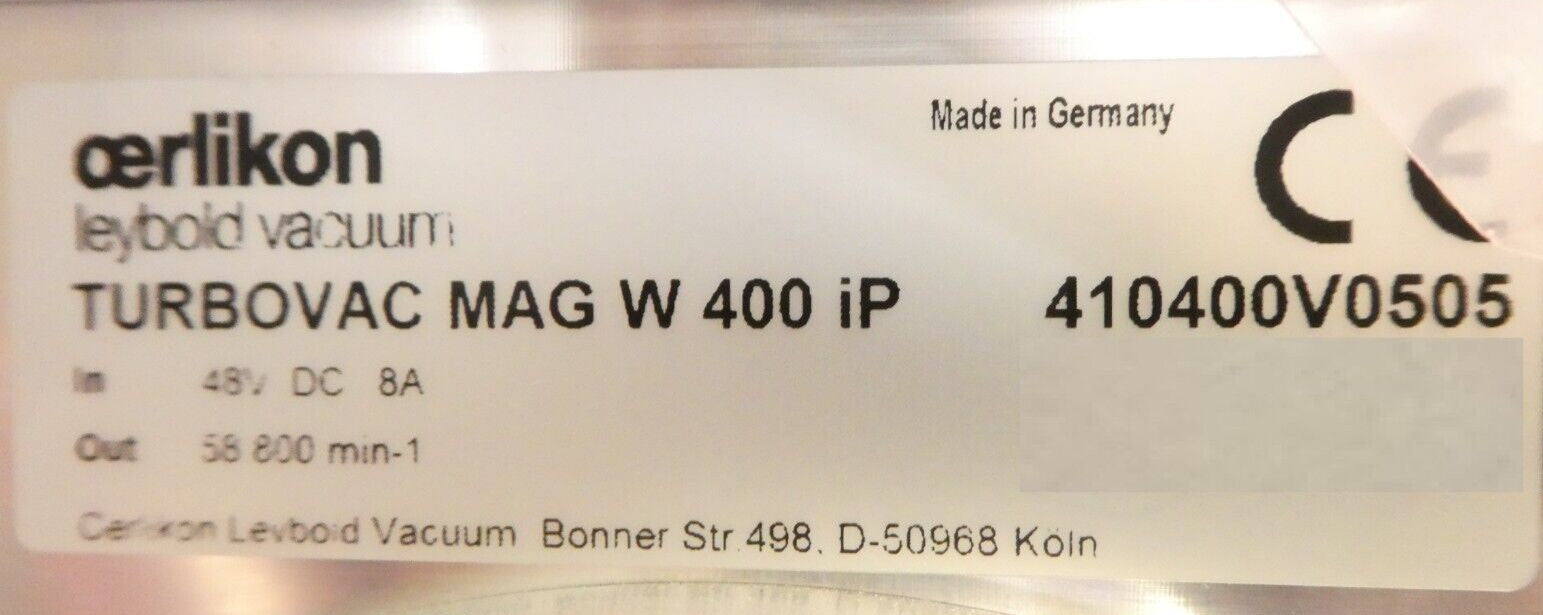 œrlikon
leybold vacuum
Made in Germany
CE
TURBOVAC MAG W 400 iP 410400V0505
In 48V DC 8A
Out 58 800 min-1
Oerlikon Leybold Vacuum Bonner Str.498, D-50968 Köln